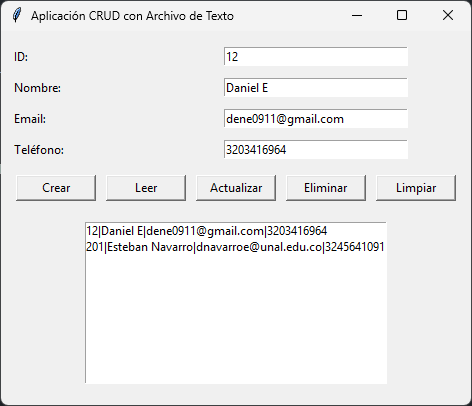 Aplicación CRUD con Archivo de Texto
ID: 12
Nombre: Daniel E
Email: dene0911@gmail.com
Teléfono: 3203416964
Crear Leer Actualizar Eliminar Limpiar
12|Daniel E|dene0911@gmail.com|3203416964
201|Esteban Navarro|dnavarroe@unal.edu.co|3245641091